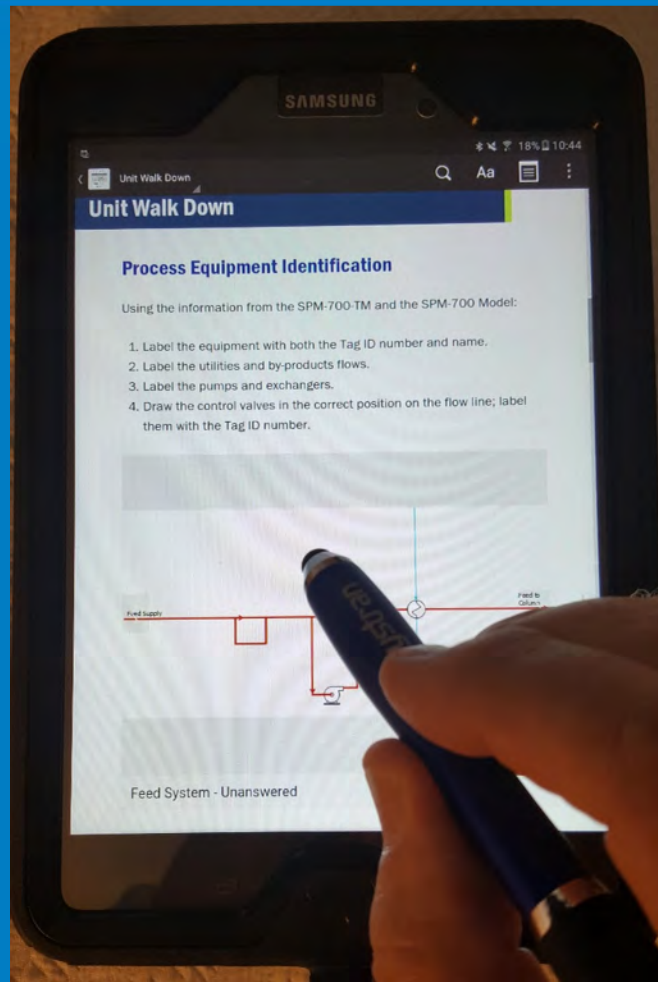 SAMSUNG
18% 10:44
Unit Walk Down
Aa
Unit Walk Down
Process Equipment Identification
Using the information from the SPM-700-TM and the SPM-700 Model:
1. Label the equipment with both the Tag ID number and name.
2. Label the utilities and by-products flows.
3. Label the pumps and exchangers.
4. Draw the control valves in the correct position on the flow line; label
them with the Tag ID number.
Feed to
Column
Feed Supply
Feed System - Unanswered